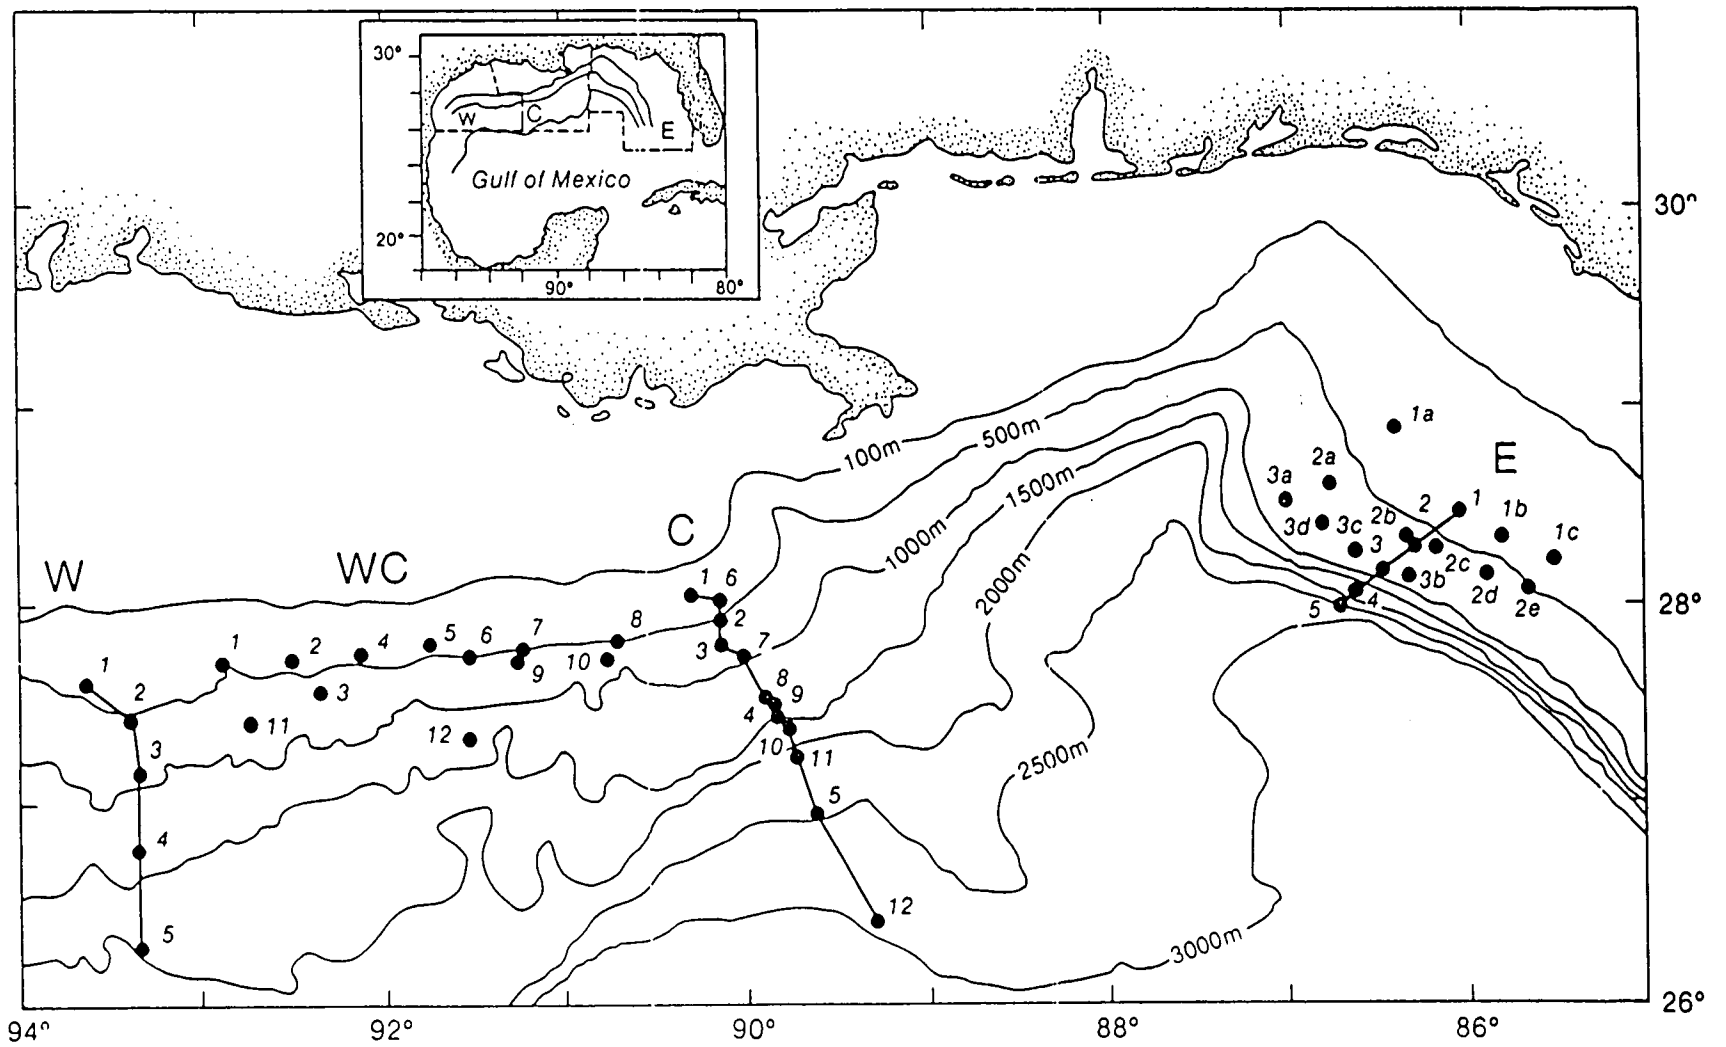 30°
W
C
E
Gulf of Mexico
20°
90°
80°
30°
1a
E
100m
500m
1500m
1000m
2000m
2500m
3000m
3a
2a
3d
3c
2b
2
1
1b
1c
3
3b
2c
2d
2e
4
5
28°
W
WC
C
1
6
2
3
7
8
9
4
10
11
5
12
1
2
4
5
6
7
8
9
10
3
11
12
1
2
3
4
5
26°
94°
92°
90°
88°
86°